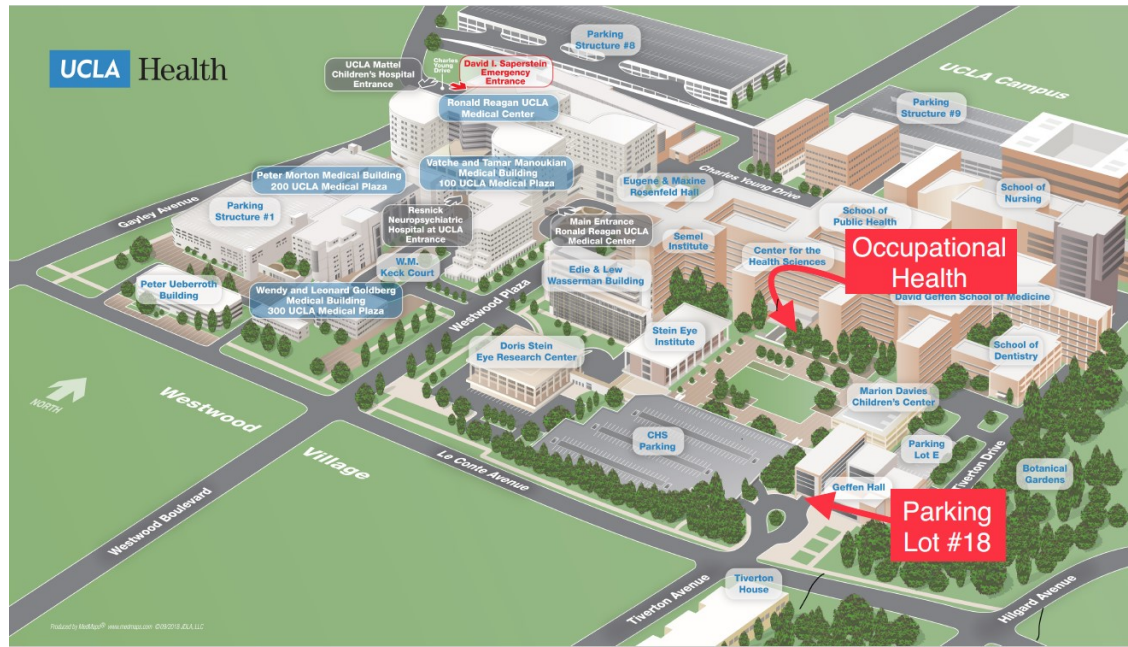 UCLA Health
Parking
Structure #8
UCLA Mattel
Children's Hospital
Entrance
Charles
Young
Drive
David I. Saperstein
Emergency
Entrance
UCLA Campus
Ronald Reagan UCLA
Medical Center
Parking
Structure #9
Vatche and Tamar Manoukian
Medical Building
100 UCLA Medical Plaza
Peter Morton Medical Building
200 UCLA Medical Plaza
Charles Young Drive
Eugene & Maxine
Rosenfeld Hall
School of
Nursing
Gayley Avenue
Parking
Structure #1
Resnick
Neuropsychiatric
Hospital at UCLA
Entrance
Main Entrance
Ronald Reagan UCLA
Medical Center
School of
Public Health
Semel
Institute
Center for the
Health Sciences
Occupational
Health
W.M.
Keck Court
Edie & Lew
Wasserman Building
Peter Ueberroth
Building
Wendy and Leonard Goldberg
Medical Building
300 UCLA Medical Plaza
Westwood Plaza
David Geffen School of Medicine
Stein Eye
Institute
Doris Stein
Eye Research Center
School of
Dentistry
NORTH
Westwood
Village
Marion Davies
Children's Center
CHS
Parking
Parking
Lot E
Tiverton Drive
Botanical
Gardens
Le Conte Avenue
Geffen Hall
Westwood Boulevard
Parking
Lot #18
Tiverton Avenue
Tiverton
House
Hilgard Avenue